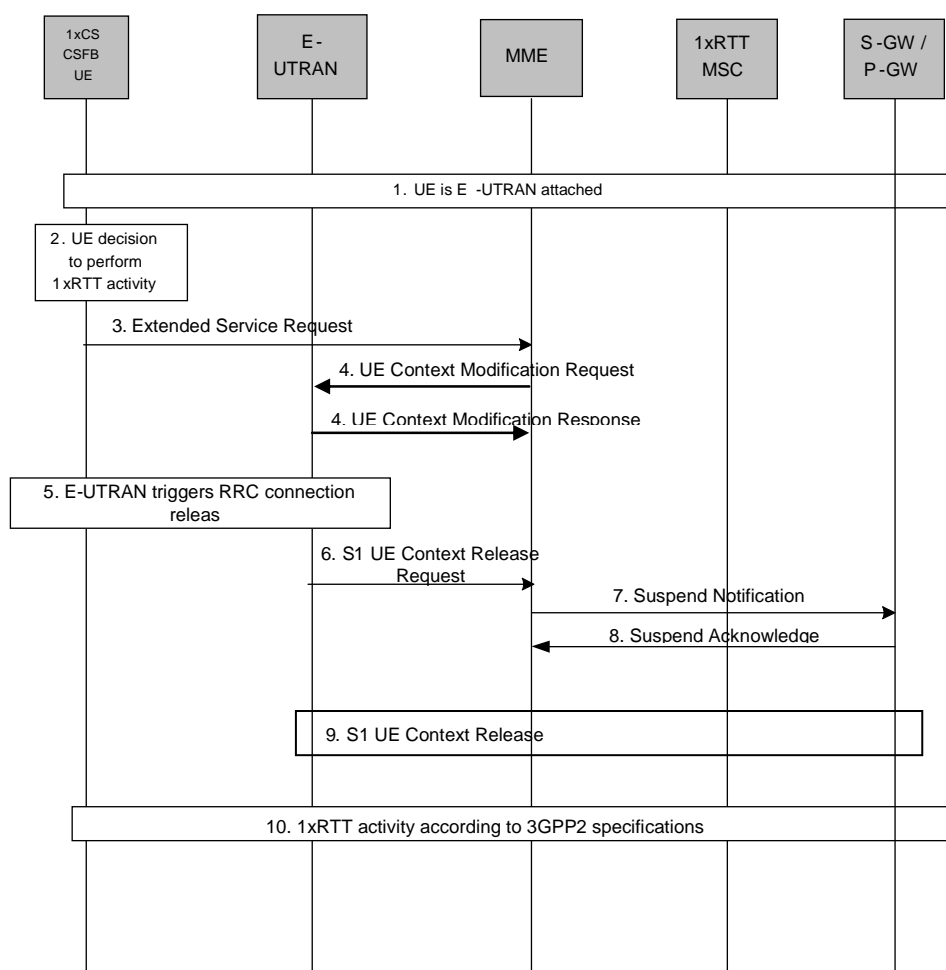 1xCS
CSFB
UE
E-
UTRAN
MME
1xRTT
MSC
S-GW /
P-GW
1. UE is E -UTRAN attached
2. UE decision
to perform
1xRTT activity
3. Extended Service Request
4. UE Context Modification Request
4. UE Context Modification Response
5. E-UTRAN triggers RRC connection
releas
6. S1 UE Context Release
Request
7. Suspend Notification
8. Suspend Acknowledge
9. S1 UE Context Release
10. 1xRTT activity according to 3GPP2 specifications